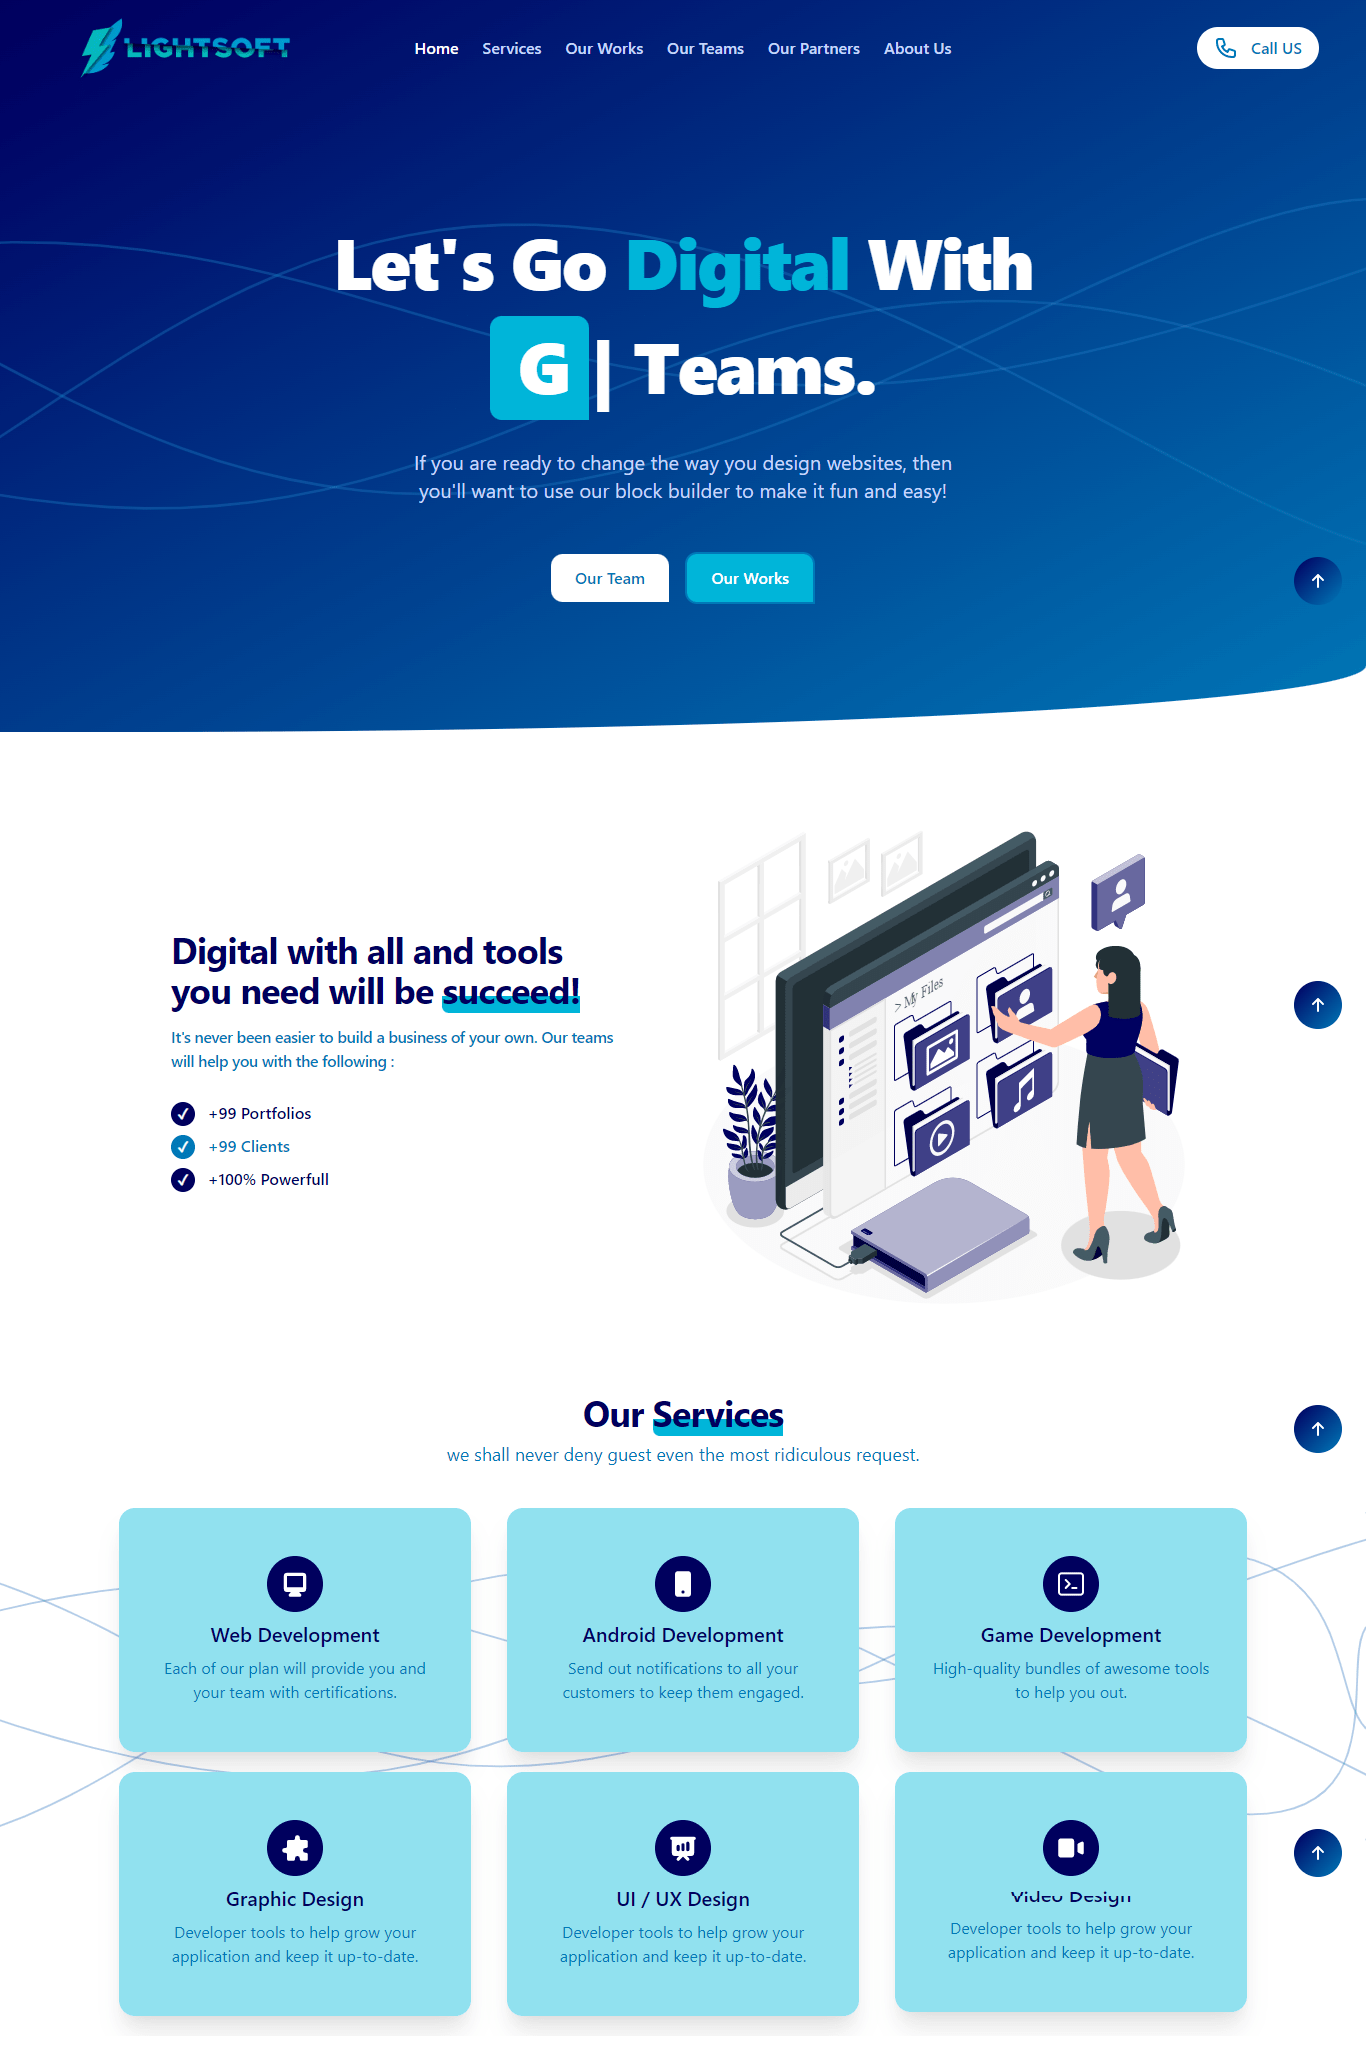 LIGHTSOFT
Home Services Our Works Our Teams Our Partners About Us
Call US
Let's Go Digital With
G| Teams.
If you are ready to change the way you design websites, then
you'll want to use our block builder to make it fun and easy!
Our Team Our Works
Digital with all and tools
you need will be succeed!
It's never been easier to build a business of your own. Our teams
will help you with the following :
+99 Portfolios
+99 Clients
+100% Powerfull
> My Files
Our Services
we shall never deny guest even the most ridiculous request.
Web Development
Each of our plan will provide you and
your team with certifications.
Android Development
Send out notifications to all your
customers to keep them engaged.
Game Development
High-quality bundles of awesome tools
to help you out.
Graphic Design
Developer tools to help grow your
application and keep it up-to-date.
UI / UX Design
Developer tools to help grow your
application and keep it up-to-date.
Video Design
Developer tools to help grow your
application and keep it up-to-date.